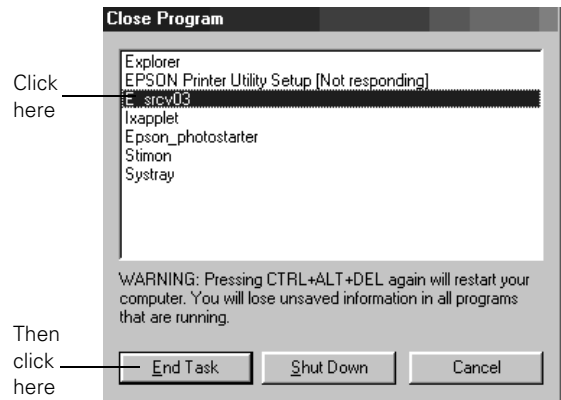 Close Program
Explorer
EPSON Printer Utility Setup [Not responding]
E_srcv03
Ixapplet
Epson_photostarter
Stimon
Systray
Click
here
WARNING: Pressing CTRL+ALT+DEL again will restart your
computer. You will lose unsaved information in all programs
that are running.
Then
click
here
End Task
Shut Down
Cancel